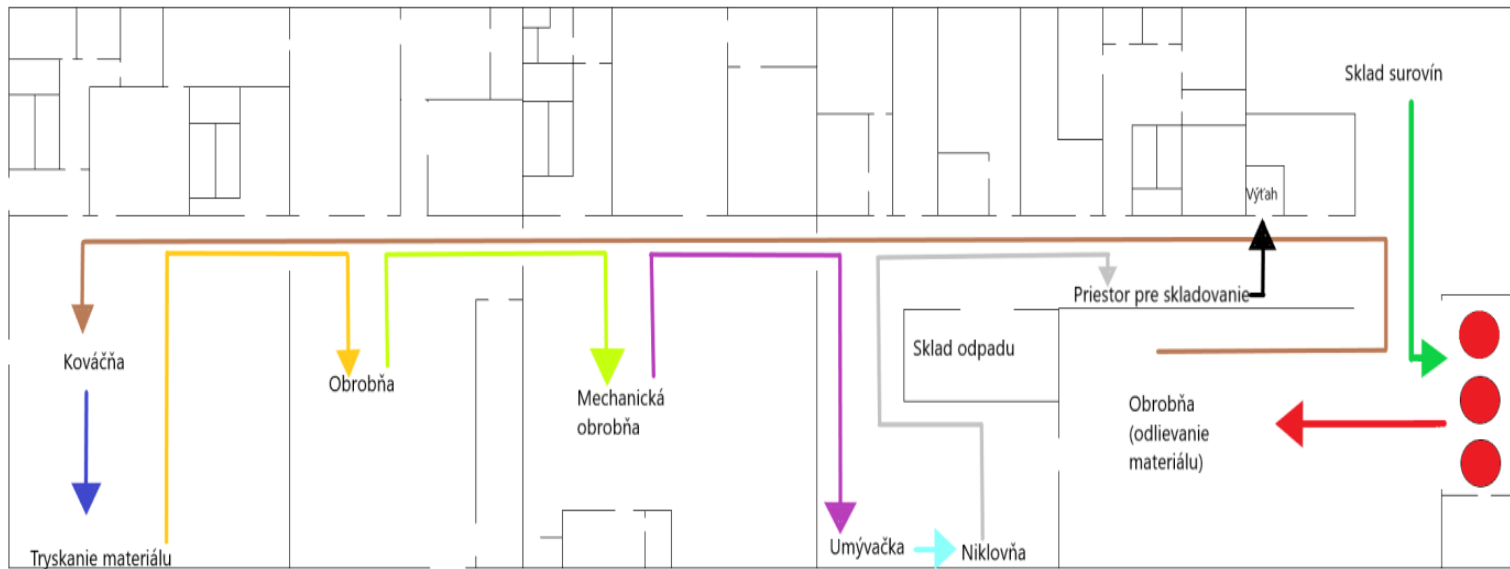 Sklad surovín
Výťah
Priestor pre skladovanie
Sklad odpadu
Kováčňa
Obrobňa
Mechanická
obrobňa
Obrobňa
(odlievanie
materiálu)
Tryskanie materiálu
Umývačka
Niklovňa